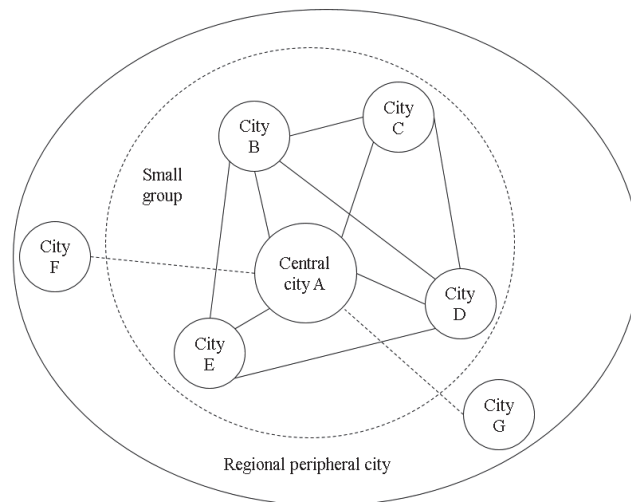 City
C
City
B
Small
group
City
F
Central
city A
City
D
City
E
City
G
Regional peripheral city